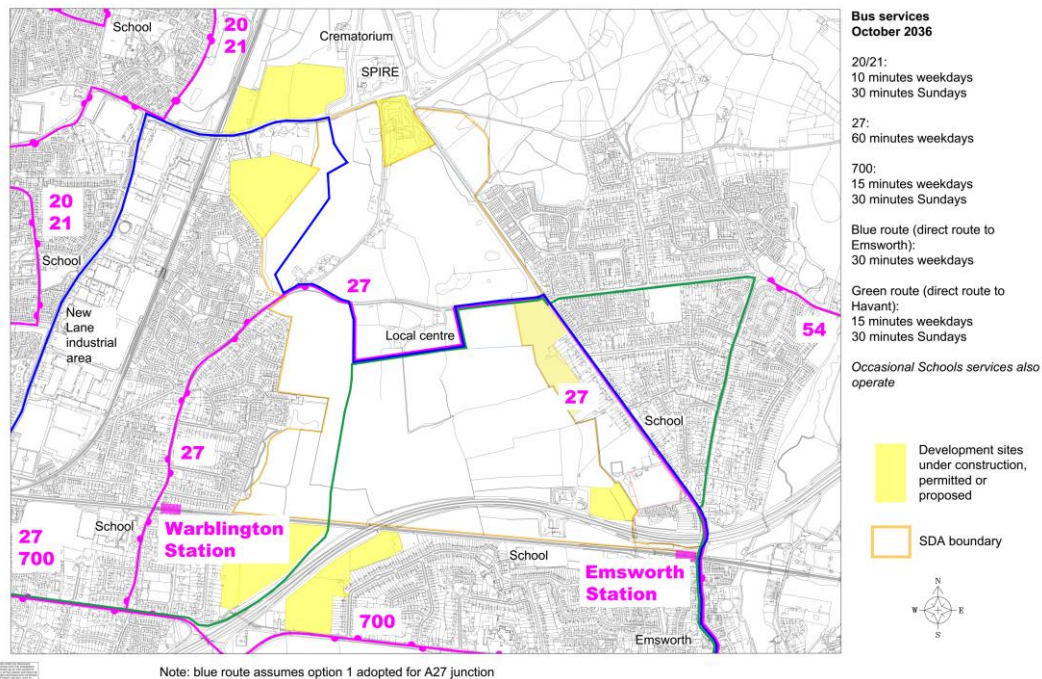 School
20
21
Crematorium
SPIRE
20
21
School
New
Lane
industrial
area
27
Local centre
54
27
School
27
School
27
700
Warblington
Station
School
Emsworth
Station
700
Emsworth
Note: blue route assumes option 1 adopted for A27 junction
Bus services
October 2036
20/21:
10 minutes weekdays
30 minutes Sundays
27:
60 minutes weekdays
700:
15 minutes weekdays
30 minutes Sundays
Blue route (direct route to
Emsworth):
30 minutes weekdays
Green route (direct route to
Havant):
15 minutes weekdays
30 minutes Sundays
Occasional Schools services also
operate
Development sites
under construction,
permitted or
proposed
SDA boundary
N
W
E
S